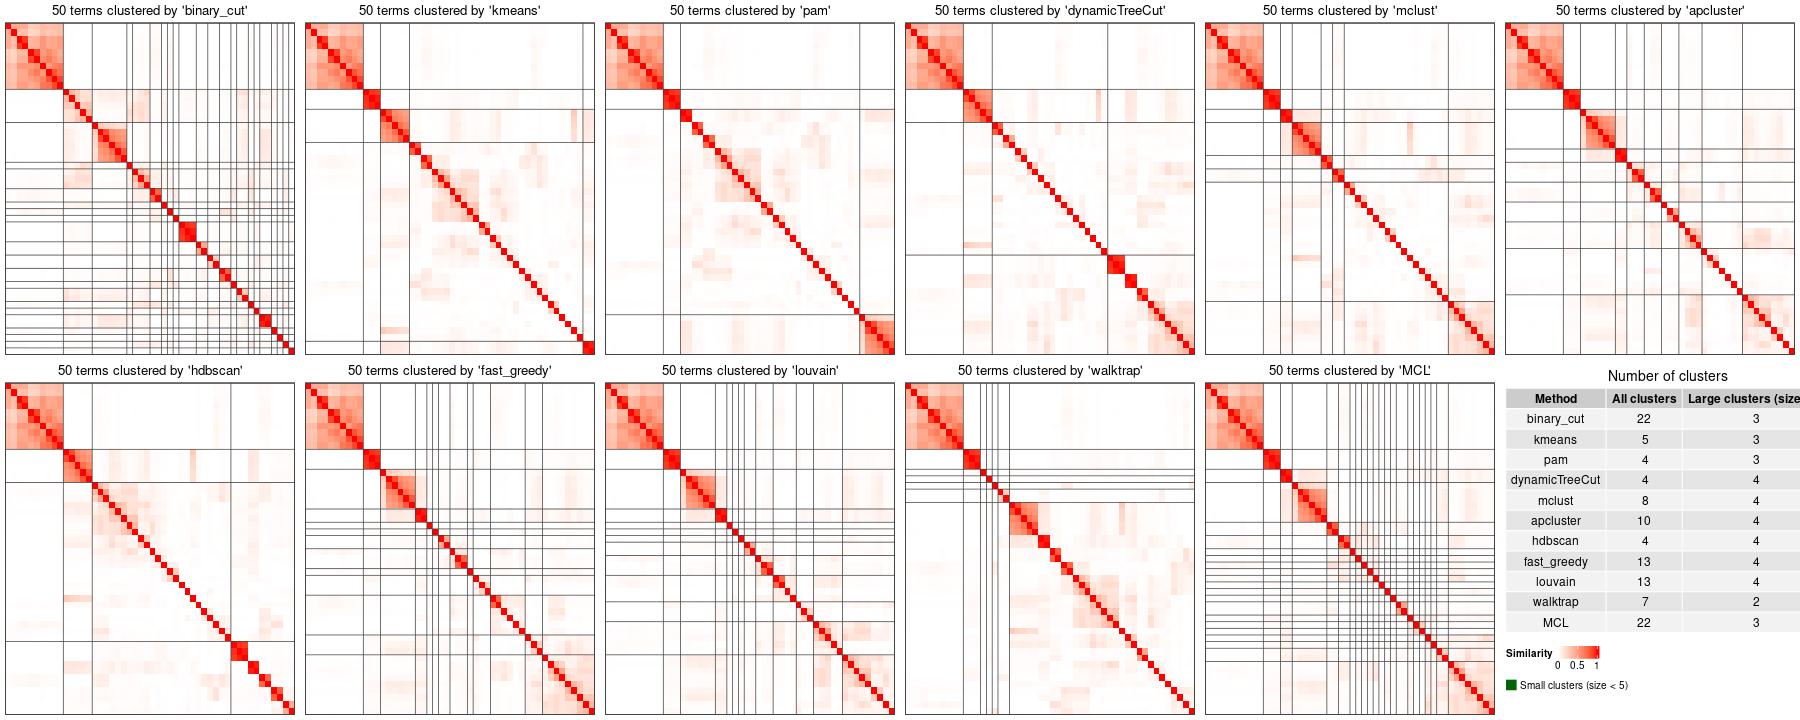 50 terms clustered by 'binary_cut'
50 terms clustered by 'kmeans'
50 terms clustered by 'pam'
50 terms clustered by 'dynamicTreeCut'
50 terms clustered by 'mclust'
50 terms clustered by 'apcluster'
50 terms clustered by 'hdbscan'
50 terms clustered by 'fast_greedy'
50 terms clustered by 'louvain'
50 terms clustered by 'walktrap'
50 terms clustered by 'MCL'
Number of clusters
Method All clusters Large clusters (size
binary_cut 22 3
kmeans 5 3
pam 4 3
dynamicTreeCut 4 4
mclust 8 4
apcluster 10 4
hdbscan 4 4
fast_greedy 13 4
louvain 13 4
walktrap 7 2
MCL 22 3
Similarity
0 0.5 1
Small clusters (size < 5)